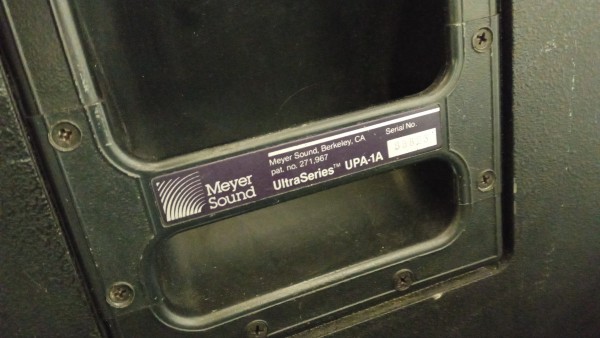 Meyer
Sound
Meyer Sound, Berkeley, CA
pat. no. 271,967
UltraSeries™ UPA-1A
Serial No.